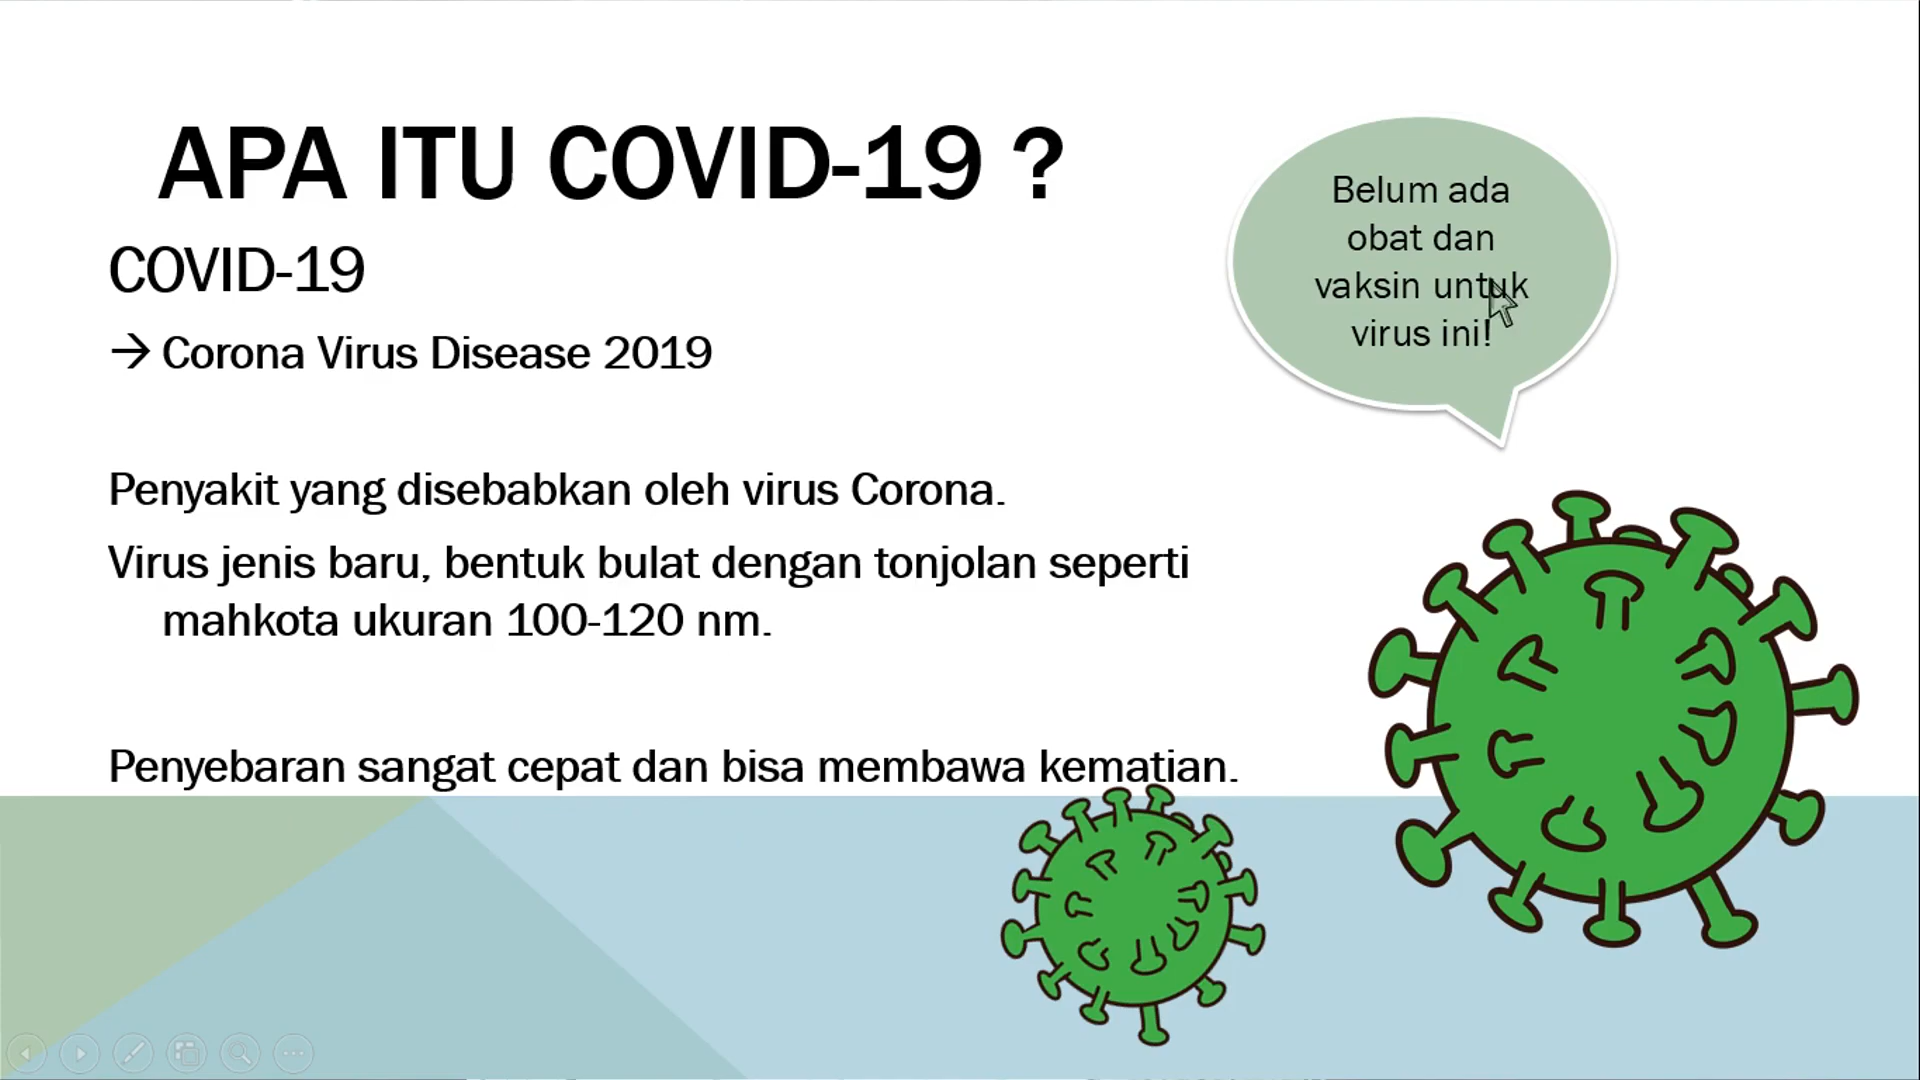 APA ITU COVID-19 ?
COVID-19
→ Corona Virus Disease 2019
Penyakit yang disebabkan oleh virus Corona.
Virus jenis baru, bentuk bulat dengan tonjolan seperti
mahkota ukuran 100-120 nm.
Penyebaran sangat cepat dan bisa membawa kematian.
Belum ada
obat dan
vaksin untuk
virus ini!